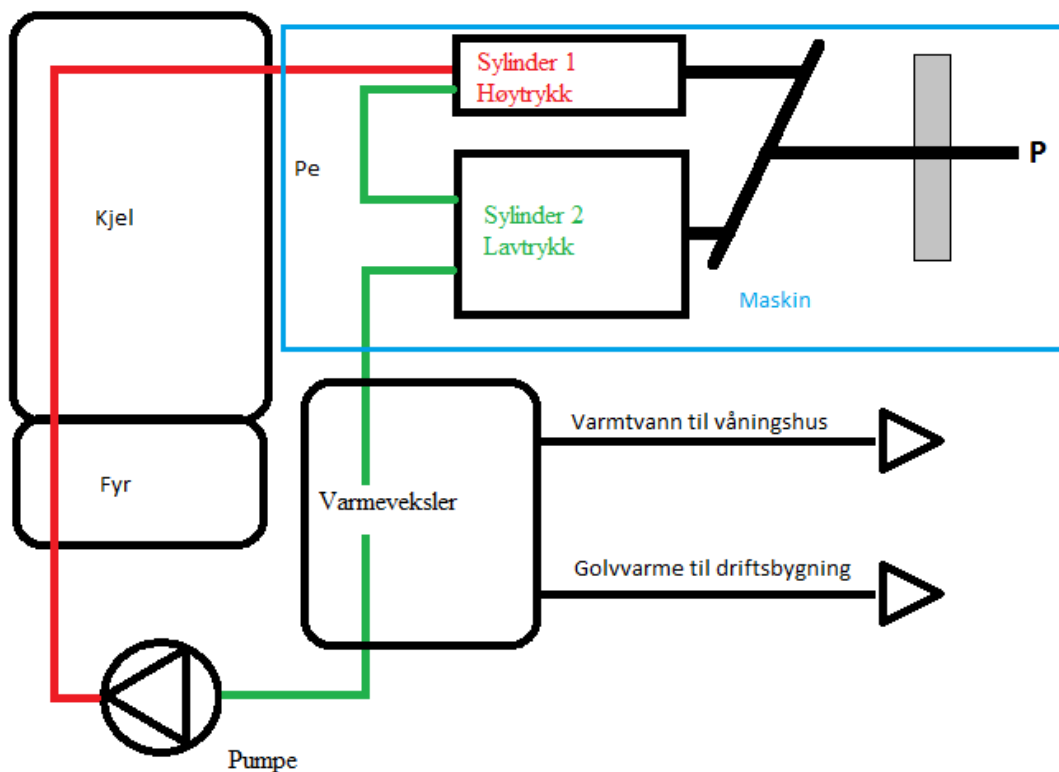 Sylinder 1
Høytrykk
P
Pe
Kjel
Sylinder 2
Lavtrykk
Maskin
Varmtvann til våningshus
Fyr
Varmeveksler
Golvvarme til driftsbygning
Pumpe